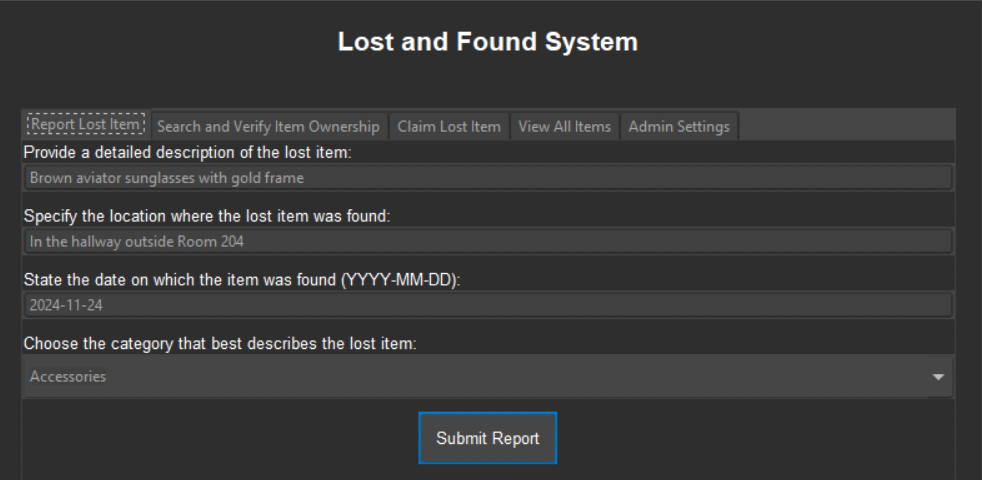 Lost and Found System
Report Lost Item Search and Verify Item Ownership Claim Lost Item View All Items Admin Settings
Provide a detailed description of the lost item:
Brown aviator sunglasses with gold frame
Specify the location where the lost item was found:
In the hallway outside Room 204
State the date on which the item was found (YYYY-MM-DD):
2024-11-24
Choose the category that best describes the lost item:
Accessories
Submit Report